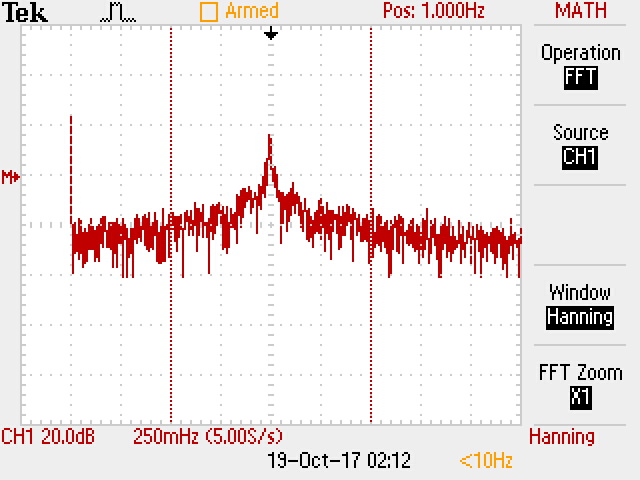 Tek
Armed
Pos: 1.000Hz
MATH
Operation
FFT
Source
CH1
M
Window
Hanning
FFT Zoom
X1
CH1 20.0dB
250mHz (5.00S/s)
Hanning
19-Oct-17 02:12
<10Hz